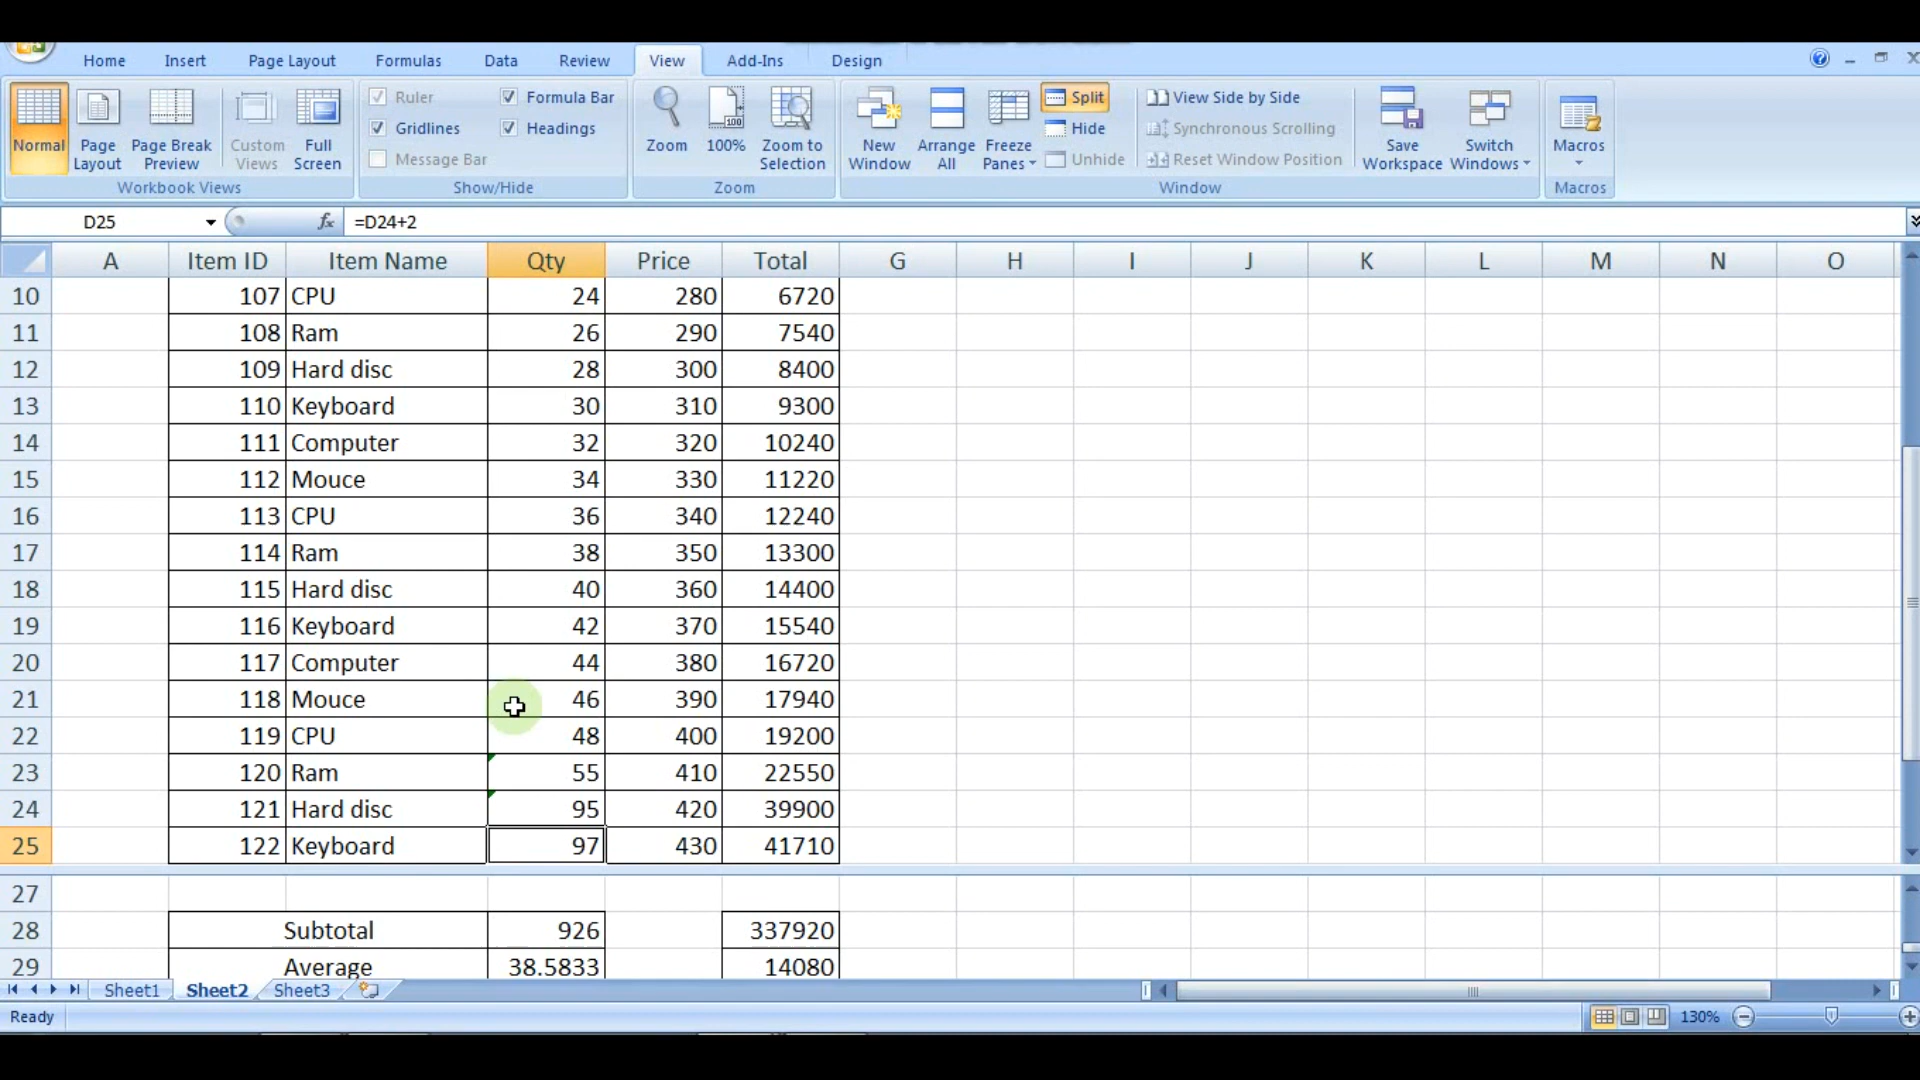 Home Insert Page Layout Formulas Data Review View Add-Ins Design
Normal Page Layout Page Break Preview Custom Views Full Screen
Workbook Views
Ruler Formula Bar
Gridlines Headings
Message Bar
Show/Hide
Zoom 100% Zoom to Selection
Zoom
New Window Arrange All Freeze Panes Split
Hide
Unhide
View Side by Side
Synchronous Scrolling
Reset Window Position
Save Workspace Switch Windows
Window
Macros
Macros
D25 fx =D24+2
A Item ID Item Name Qty Price Total G H I J K L M N O
10 107 CPU 24 280 6720
11 108 Ram 26 290 7540
12 109 Hard disc 28 300 8400
13 110 Keyboard 30 310 9300
14 111 Computer 32 320 10240
15 112 Mouce 34 330 11220
16 113 CPU 36 340 12240
17 114 Ram 38 350 13300
18 115 Hard disc 40 360 14400
19 116 Keyboard 42 370 15540
20 117 Computer 44 380 16720
21 118 Mouce 46 390 17940
22 119 CPU 48 400 19200
23 120 Ram 55 410 22550
24 121 Hard disc 95 420 39900
25 122 Keyboard 97 430 41710
27
28 Subtotal 926 337920
29 Average 38.5833 14080
Sheet1 Sheet2 Sheet3
Ready 130%